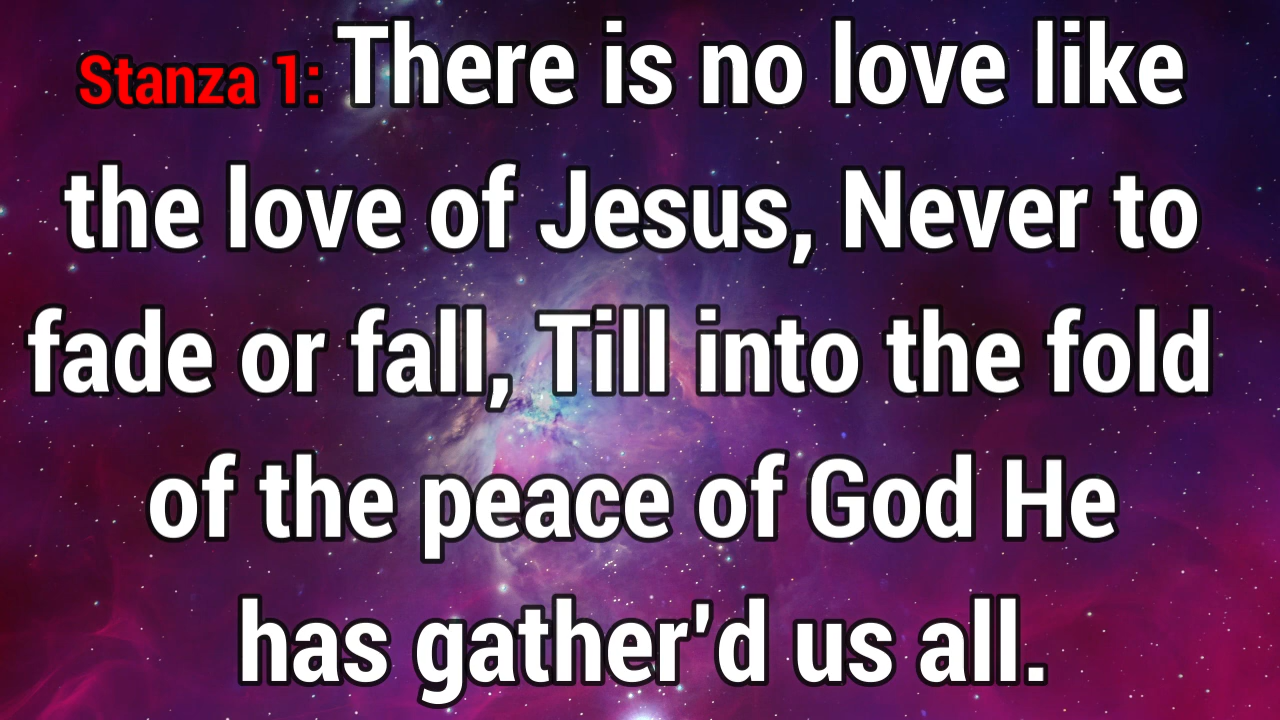 Stanza 1: There is no love like
the love of Jesus, Never to
fade or fall, Till into the fold
of the peace of God He
has gather'd us all.